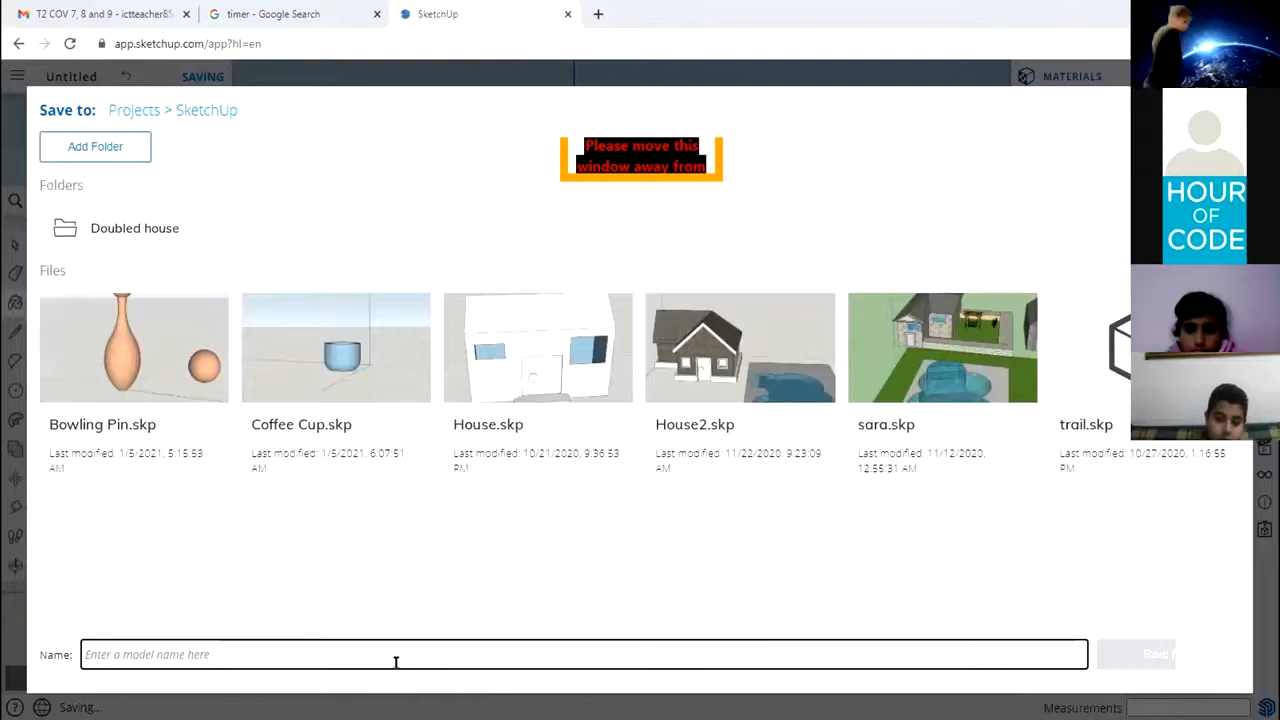 T2 COV 7, 8 and 9 - ictteacher85
timer - Google Search
SketchUp
app.sketchup.com/app?hl=en
Untitled
SAVING
MATERIALS
Save to: Projects > SketchUp
Add Folder
Please move this
window away from
Folders
Doubled house
Files
Bowling Pin.skp
Coffee Cup.skp
House.skp
House2.skp
sara.skp
trail.skp
Last modified: 1/5/2021, 5:15:53 AM
Last modified: 1/5/2021, 6:07:51 AM
Last modified: 10/21/2020, 9:36:53 PM
Last modified: 11/22/2020, 9:23:09 AM
Last modified: 11/12/2020, 12:55:31 AM
Last modified: 10/27/2020, 1:16:55 PM
Name: Enter a model name here
Save
Saving...
Measurements
HOUR
OF
CODE